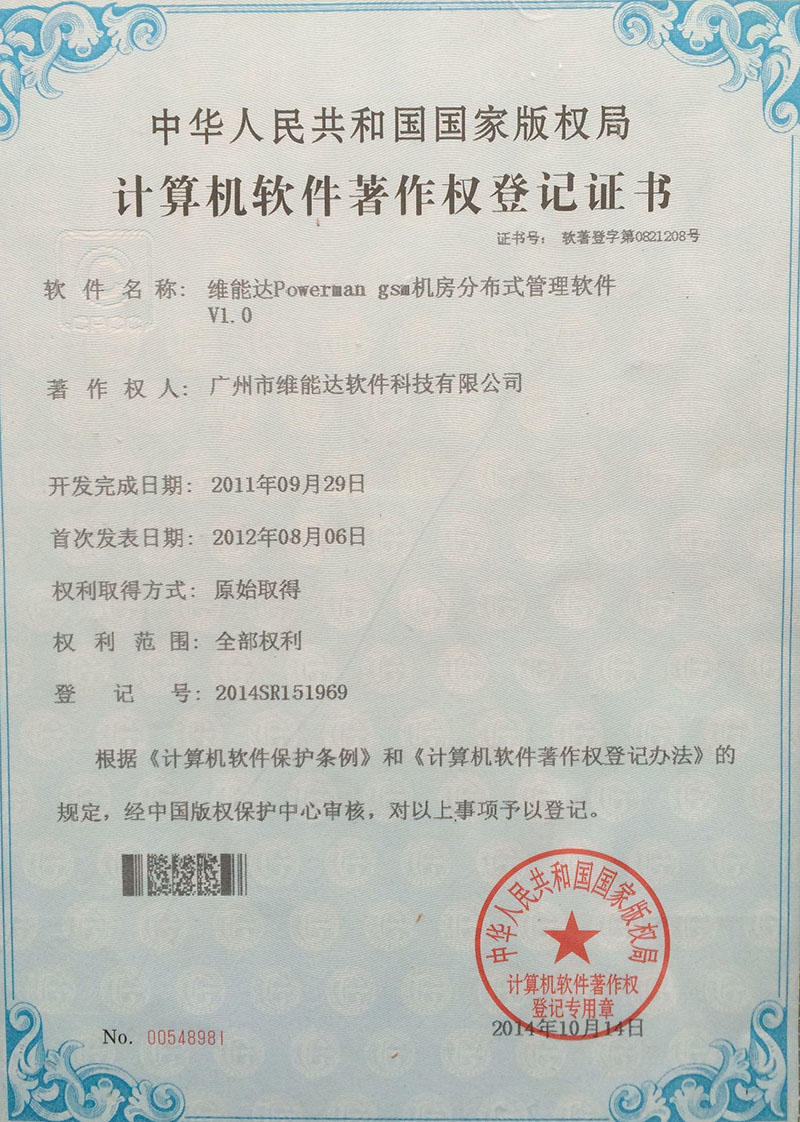 中华人民共和国国家版权局
计算机软件著作权登记证书
证书号： 软著登字第0821208号
软件名称： 维能达Powerman gsm机房分布式管理软件
V1.0
著作权人： 广州市维能达软件科技有限公司
开发完成日期： 2011年09月29日
首次发表日期： 2012年08月06日
权利取得方式： 原始取得
权利范围： 全部权利
登记号： 2014SR151969
根据《计算机软件保护条例》和《计算机软件著作权登记办法》的
规定，经中国版权保护中心审核，对以上事项予以登记。
中华人民共和国国家版权局
计算机软件著作权
登记专用章
2014年10月14日
No. 00548981